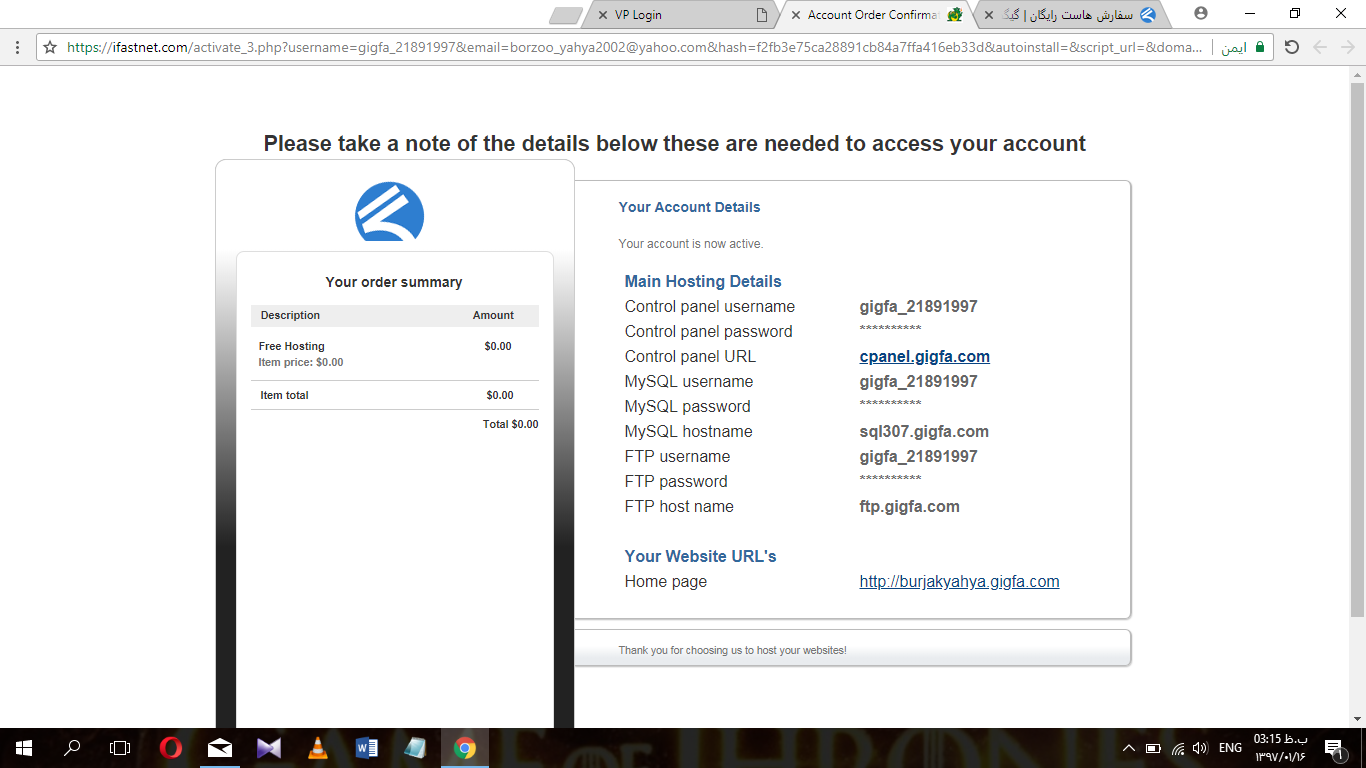 VP Login
Account Order Confirma
سفارش هاست رایگان | گیگ
https://ifastnet.com/activate_3.php?username=gigfa_21891997&email=borzoo_yahya2002@yahoo.com&hash=f2fb3e75ca28891cb84a7ffa416eb33d&autoinstall=&script_url=&doma...
ایمن
Please take a note of the details below these are needed to access your account
Your order summary
Description Amount
Free Hosting $0.00
Item price: $0.00
Item total $0.00
Total $0.00
Your Account Details
Your account is now active.
Main Hosting Details
Control panel username gigfa_21891997
Control panel password **********
Control panel URL cpanel.gigfa.com
MySQL username gigfa_21891997
MySQL password **********
MySQL hostname sql307.gigfa.com
FTP username gigfa_21891997
FTP password **********
FTP host name ftp.gigfa.com
Your Website URL's
Home page http://burjakyahya.gigfa.com
Thank you for choosing us to host your websites!
ENG
03:15 ب.ظ
۱۳۹۷/۰۱/۱۶
1